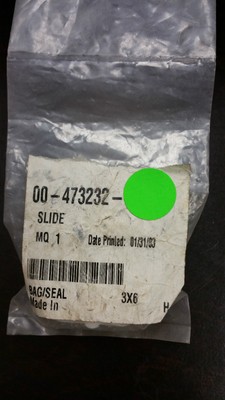 00-473232-
SLIDE
MQ 1 Date Printed: 01/31/03
BAG/SEAL 3X6
Made In H